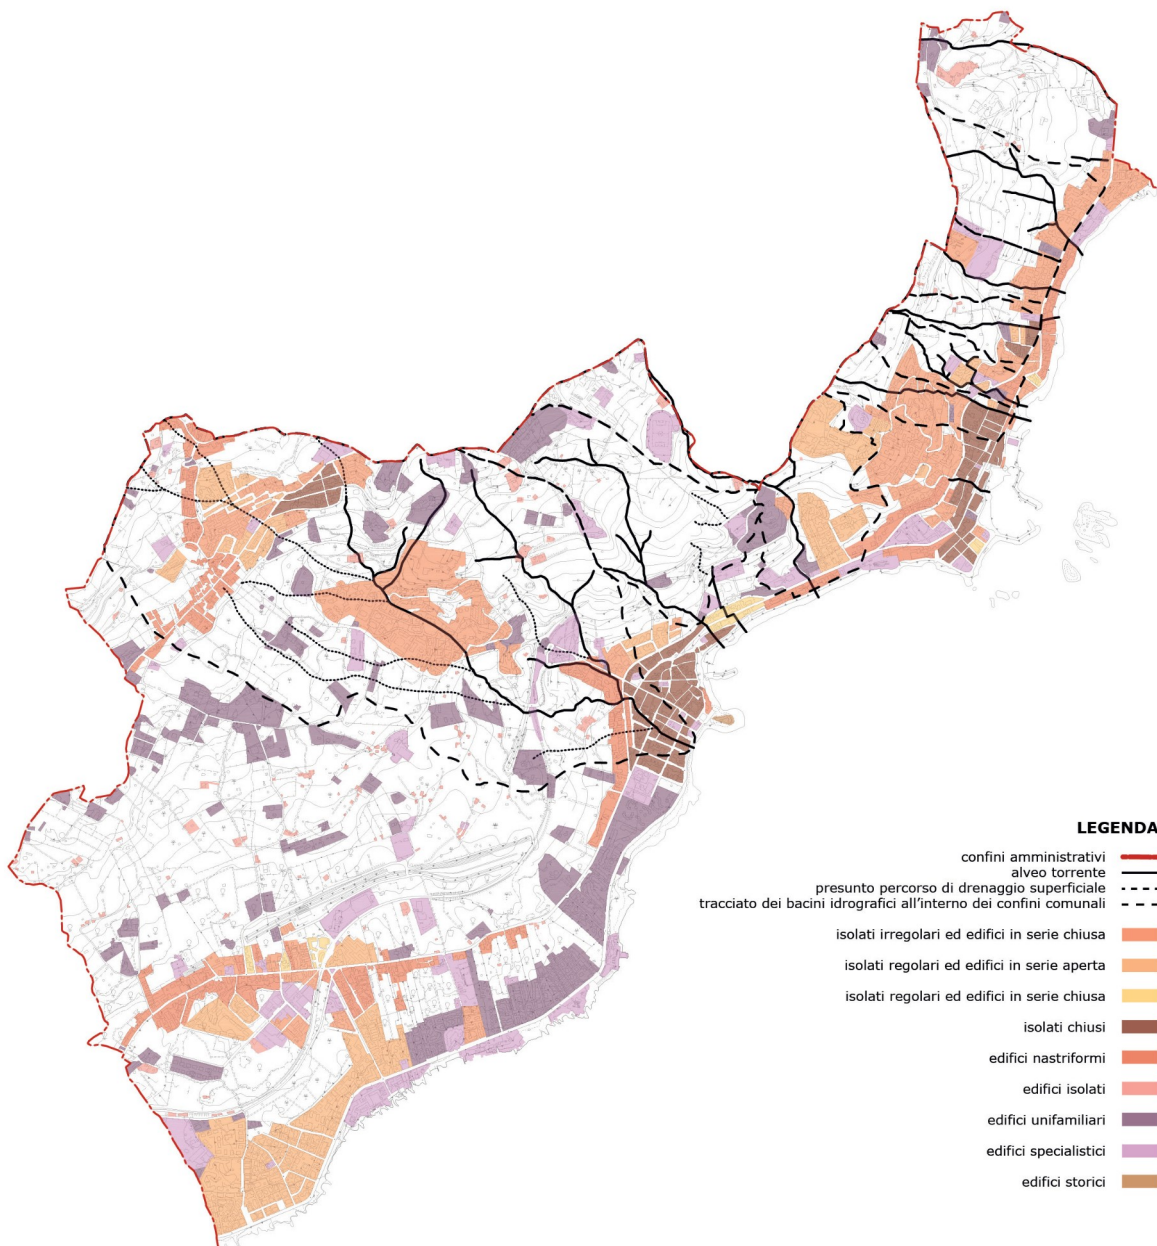 LEGENDA
confini amministrativi
alveo torrente
presunto percorso di drenaggio superficiale
tracciato dei bacini idrografici all'interno dei confini comunali
isolati irregolari ed edifici in serie chiusa
isolati regolari ed edifici in serie aperta
isolati regolari ed edifici in serie chiusa
isolati chiusi
edifici nastriformi
edifici isolati
edifici unifamiliari
edifici specialistici
edifici storici